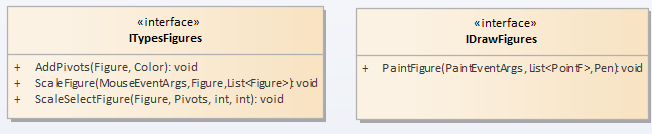 «interface»
ITypesFigures
+ AddPivots(Figure, Color): void
+ ScaleFigure(MouseEventArgs,Figure,List<Figure>):void
+ ScaleSelectFigure(Figure, Pivots, int, int): void
«interface»
IDrawFigures
+ PaintFigure(PaintEventArgs, List<PointF>,Pen):void